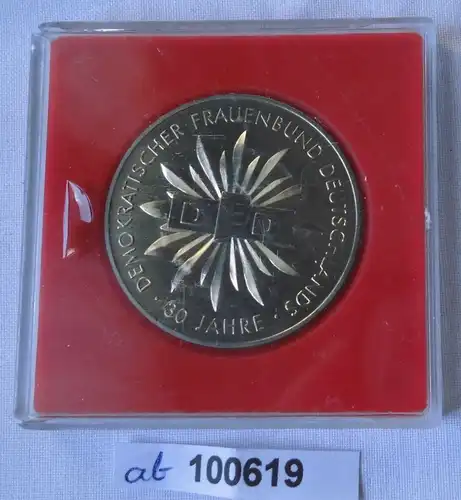 DEMOKRATISCHER FRAUENBUND DEUTSCHLANDS ·
30 JAHRE ·
DFD
ab 100619